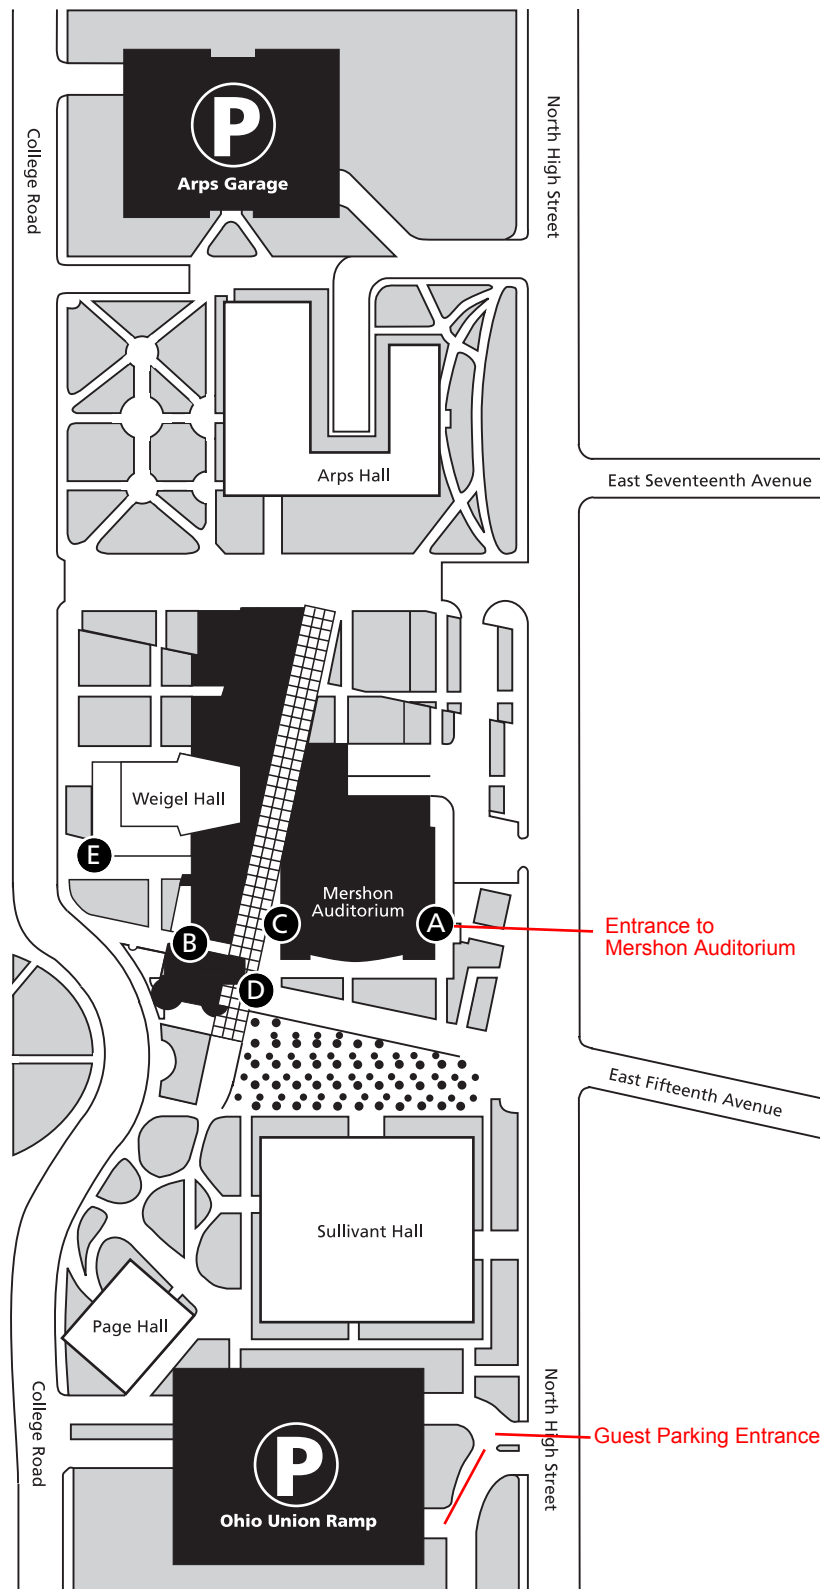 P
Arps Garage
College Road
North High Street
Arps Hall
East Seventeenth Avenue
Weigel Hall
E
Mershon
Auditorium
A
C
B
D
Entrance to
Mershon Auditorium
East Fifteenth Avenue
Sullivant Hall
Page Hall
College Road
North High Street
Guest Parking Entrance
P
Ohio Union Ramp